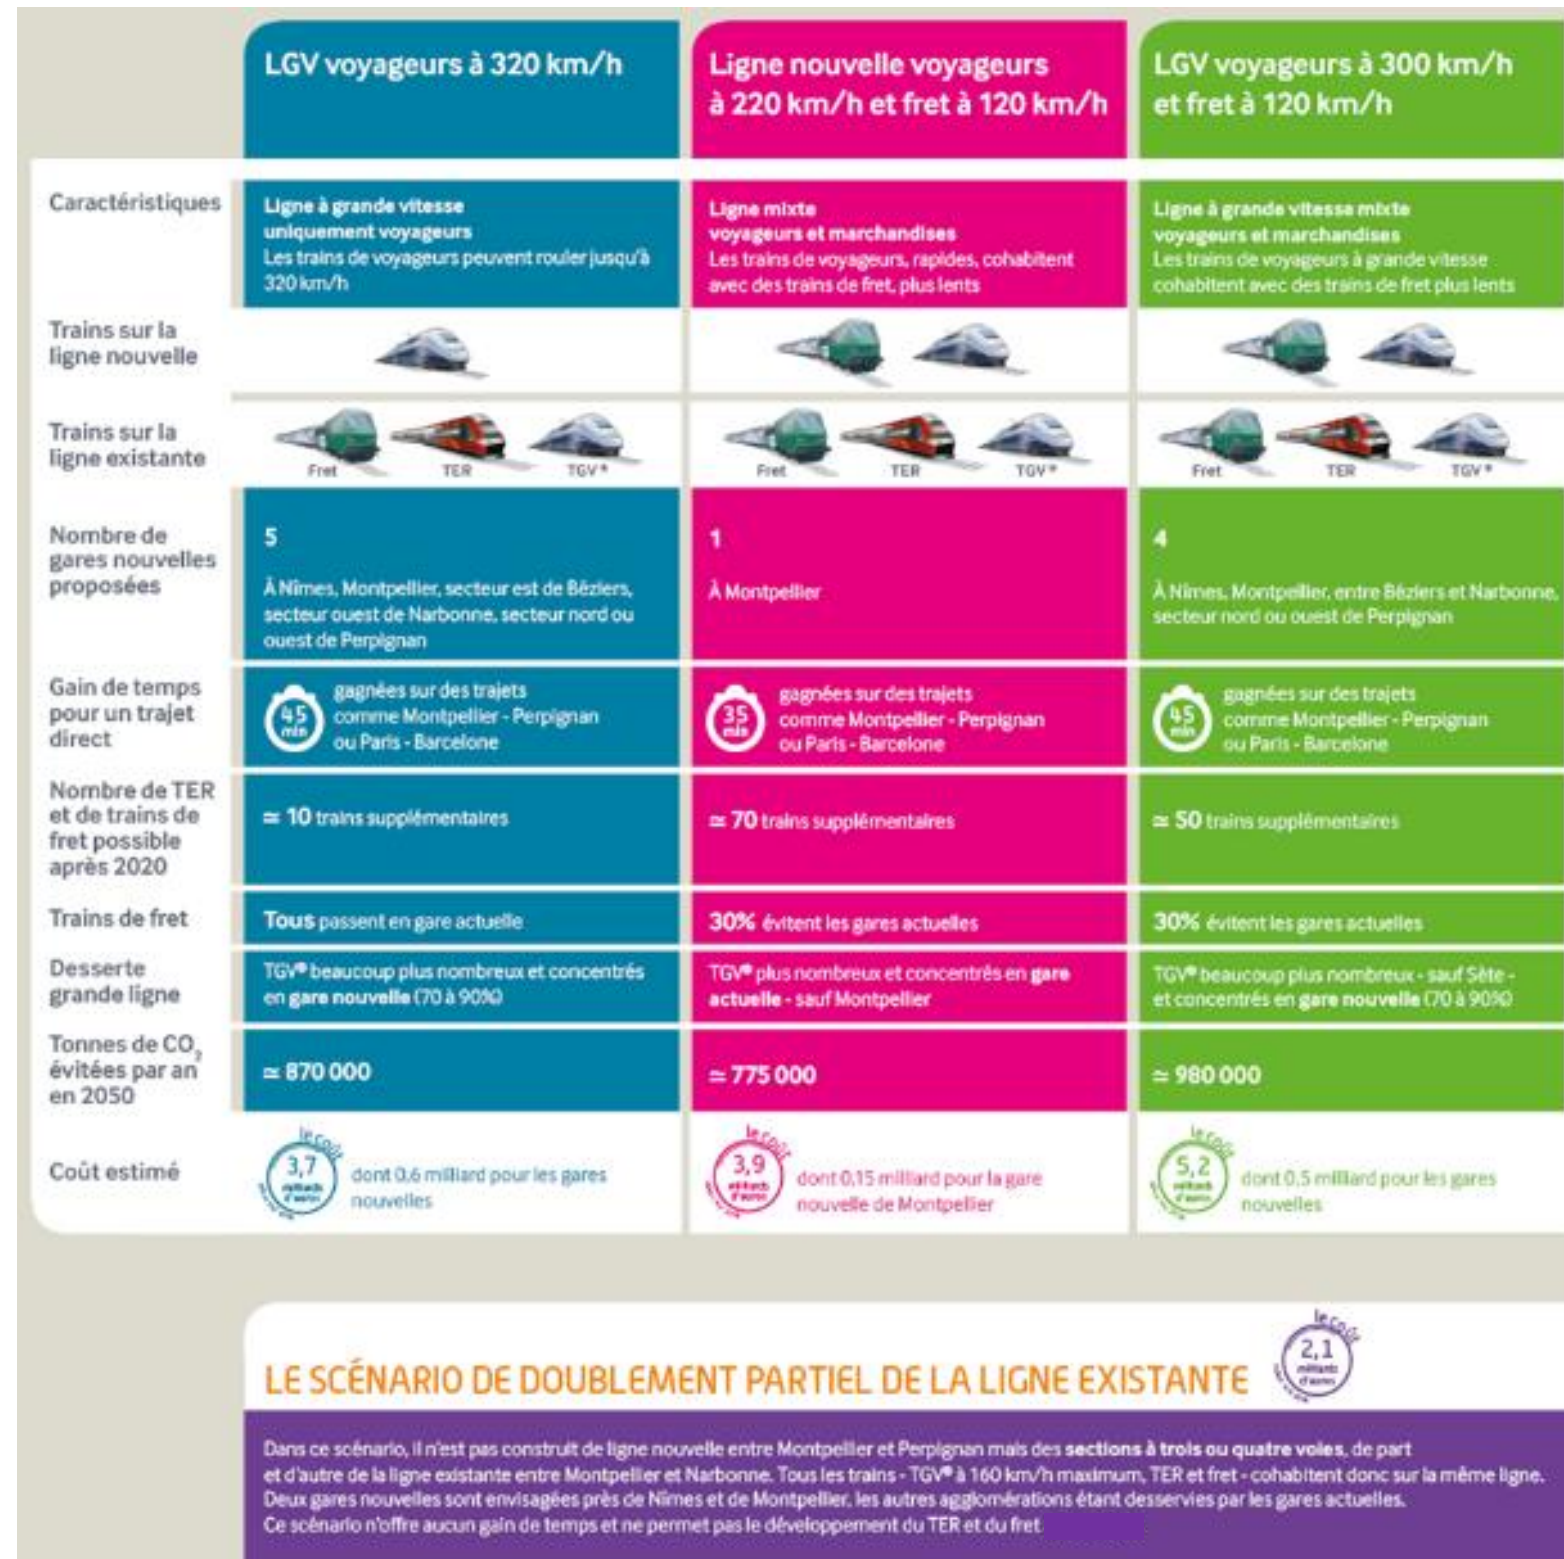 LGV voyageurs à 320 km/h
Ligne nouvelle voyageurs
à 220 km/h et fret à 120 km/h
LGV voyageurs à 300 km/h
et fret à 120 km/h
Caractéristiques
Ligne à grande vitesse
uniquement voyageurs
Les trains de voyageurs peuvent rouler jusqu'à
320 km/h
Ligne mixte
voyageurs et marchandises
Les trains de voyageurs, rapides, cohabitent
avec des trains de fret, plus lents
Ligne à grande vitesse mixte
voyageurs et marchandises
Les trains de voyageurs à grande vitesse
cohabitent avec des trains de fret plus lents
Trains sur la
ligne nouvelle
Trains sur la
ligne existante
Fret TER TGV®
Fret TER TGV®
Fret TER TGV®
Nombre de
gares nouvelles
proposées
5
À Nîmes, Montpellier, secteur est de Béziers,
secteur ouest de Narbonne, secteur nord ou
ouest de Perpignan
1
À Montpellier
4
À Nîmes, Montpellier, entre Béziers et Narbonne,
secteur nord ou ouest de Perpignan
Gain de temps
pour un trajet
direct
45
min
gagnées sur des trajets
comme Montpellier - Perpignan
ou Paris - Barcelone
35
min
gagnées sur des trajets
comme Montpellier - Perpignan
ou Paris - Barcelone
45
min
gagnées sur des trajets
comme Montpellier - Perpignan
ou Paris - Barcelone
Nombre de TER
et de trains de
fret possible
après 2020
≃ 10 trains supplémentaires
≃ 70 trains supplémentaires
≃ 50 trains supplémentaires
Trains de fret
Tous passent en gare actuelle
30% évitent les gares actuelles
30% évitent les gares actuelles
Desserte
grande ligne
TGV® beaucoup plus nombreux et concentrés
en gare nouvelle (70 à 90%)
TGV® plus nombreux et concentrés en gare
actuelle - sauf Montpellier
TGV® beaucoup plus nombreux - sauf Sète -
et concentrés en gare nouvelle (70 à 90%)
Tonnes de CO₂
évitées par an
en 2050
≃ 870 000
≃ 775 000
≃ 980 000
Coût estimé
le coût
3,7
milliards
d'euros
dont 0,6 milliard pour les gares
nouvelles
le coût
3,9
milliards
d'euros
dont 0,15 milliard pour la gare
nouvelle de Montpellier
le coût
5,2
milliards
d'euros
dont 0,5 milliard pour les gares
nouvelles
LE SCÉNARIO DE DOUBLEMENT PARTIEL DE LA LIGNE EXISTANTE
le coût
2,1
milliards
d'euros
Dans ce scénario, il n'est pas construit de ligne nouvelle entre Montpellier et Perpignan mais des sections à trois ou quatre voies, de part
et d'autre de la ligne existante entre Montpellier et Narbonne. Tous les trains - TGV® à 160 km/h maximum, TER et fret - cohabitent donc sur la même ligne.
Deux gares nouvelles sont envisagées près de Nîmes et de Montpellier, les autres agglomérations étant desservies par les gares actuelles.
Ce scénario n'offre aucun gain de temps et ne permet pas le développement du TER et du fret